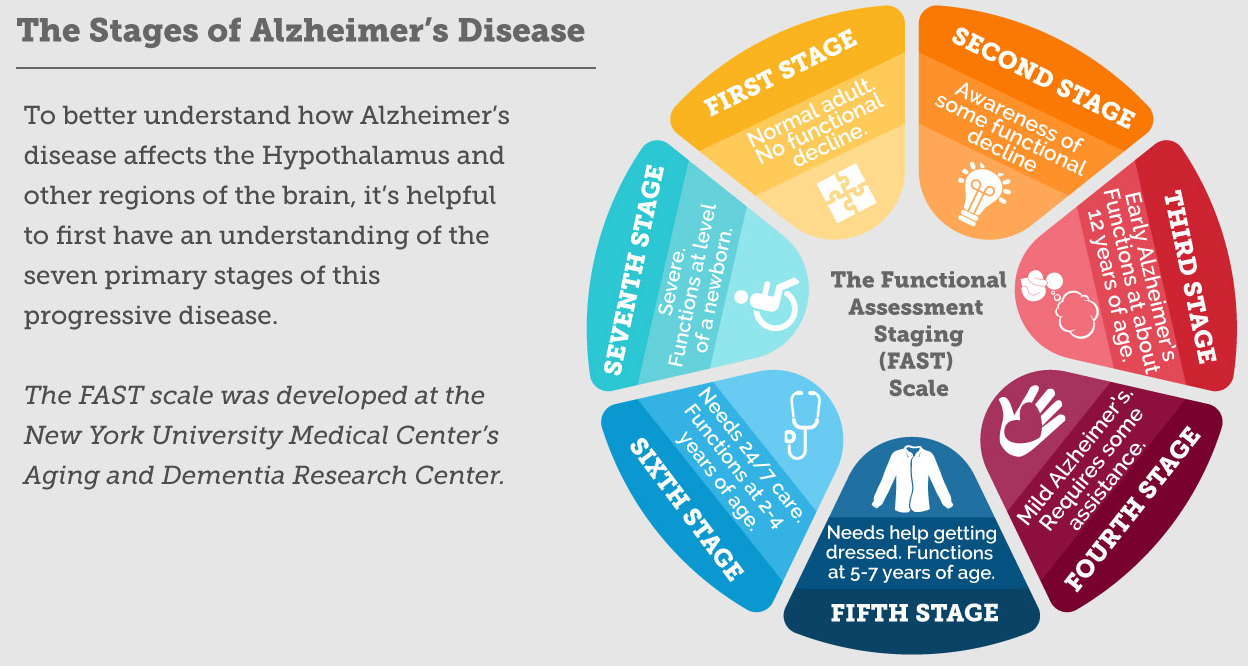 The Stages of Alzheimer's Disease
To better understand how Alzheimer's
disease affects the Hypothalamus and
other regions of the brain, it's helpful
to first have an understanding of the
seven primary stages of this
progressive disease.
The FAST scale was developed at the
New York University Medical Center's
Aging and Dementia Research Center.
The Functional
Assessment
Staging
(FAST)
Scale
FIRST STAGE
Normal adult.
No functional
decline.
SECOND STAGE
Awareness of
some functional
decline
THIRD STAGE
Early Alzheimer's
Functions at about
12 years of age.
FOURTH STAGE
Mild Alzheimer's.
Requires some
assistance.
FIFTH STAGE
Needs help getting
dressed. Functions
at 5-7 years of age.
SIXTH STAGE
Needs 24/7 care.
Functions at 2-4
years of age.
SEVENTH STAGE
Severe.
Functions at level
of a newborn.